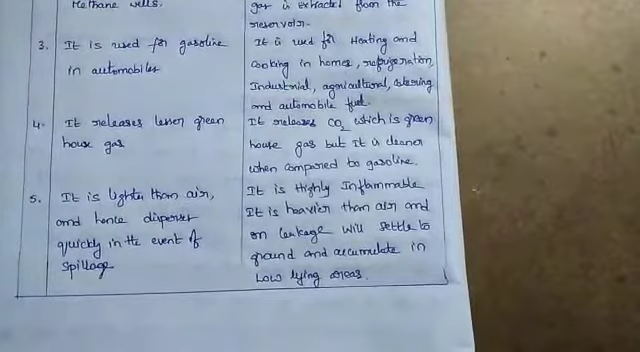 Methane wells.
gas is extracted from the
reservoir.
3. It is used for gasoline
in automobiles
It is used for Heating and
cooking in homes, refrigeration,
Industrial, agricultural, catering
and automobile fuel.
4. It releases lesser green
house gas
It releases CO2 which is green
house gas but It is cleaner
when compared to gasoline.
5. It is lighter than air,
and hence disperses
quickly in the event of
spillage
It is Highly Inflammable
It is heavier than air and
on leakage will settle to
ground and accumulate in
Low lying areas.